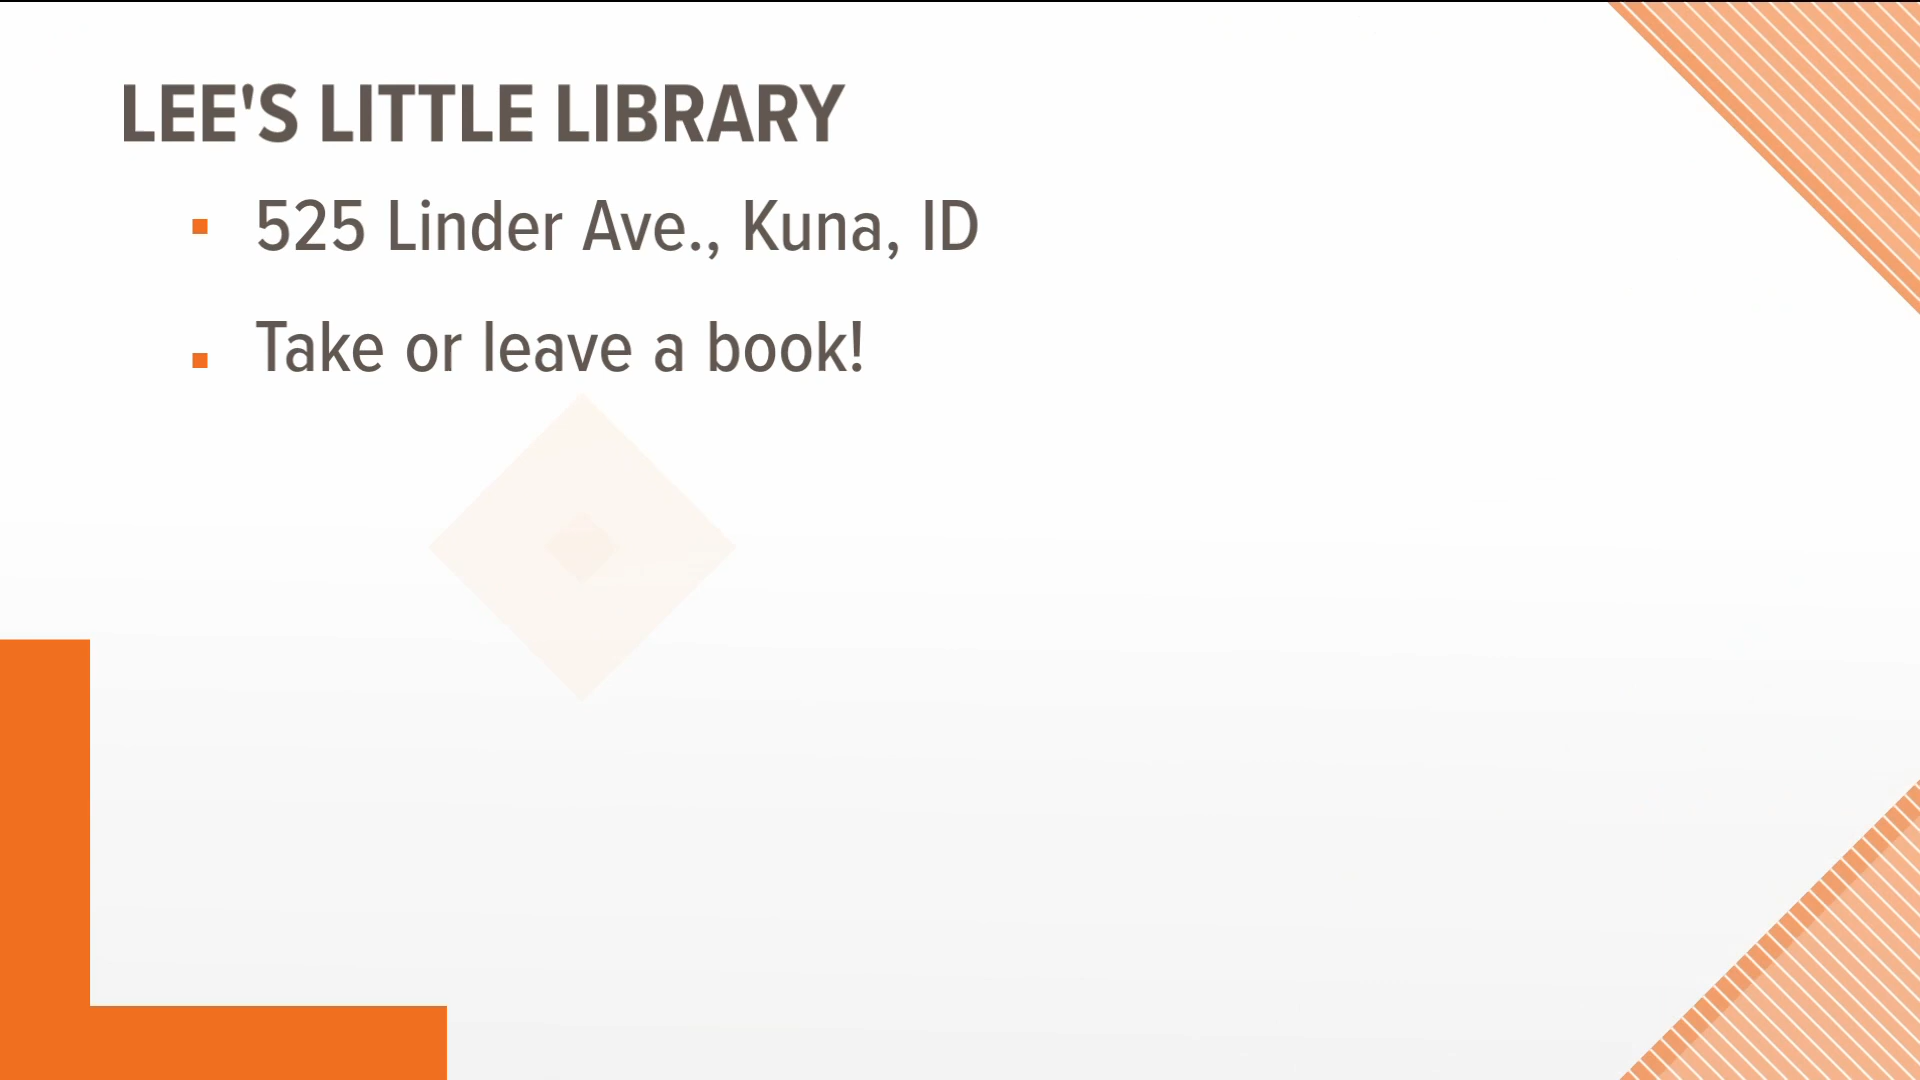 LEE'S LITTLE LIBRARY
525 Linder Ave., Kuna, ID
Take or leave a book!